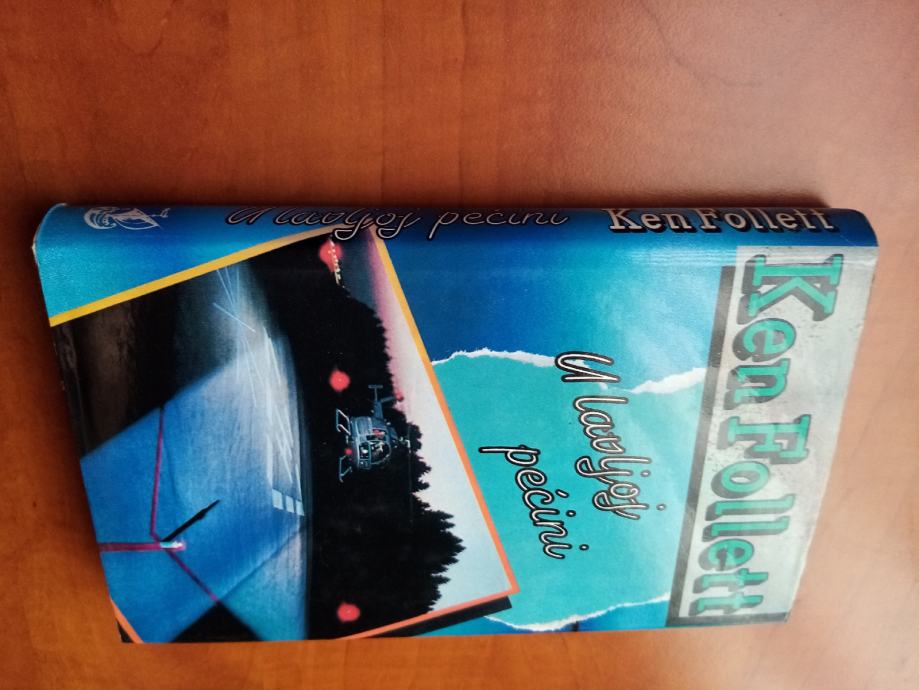 Ken Follett
U lavljoj
pećini
U lavljoj pećini Ken Follett